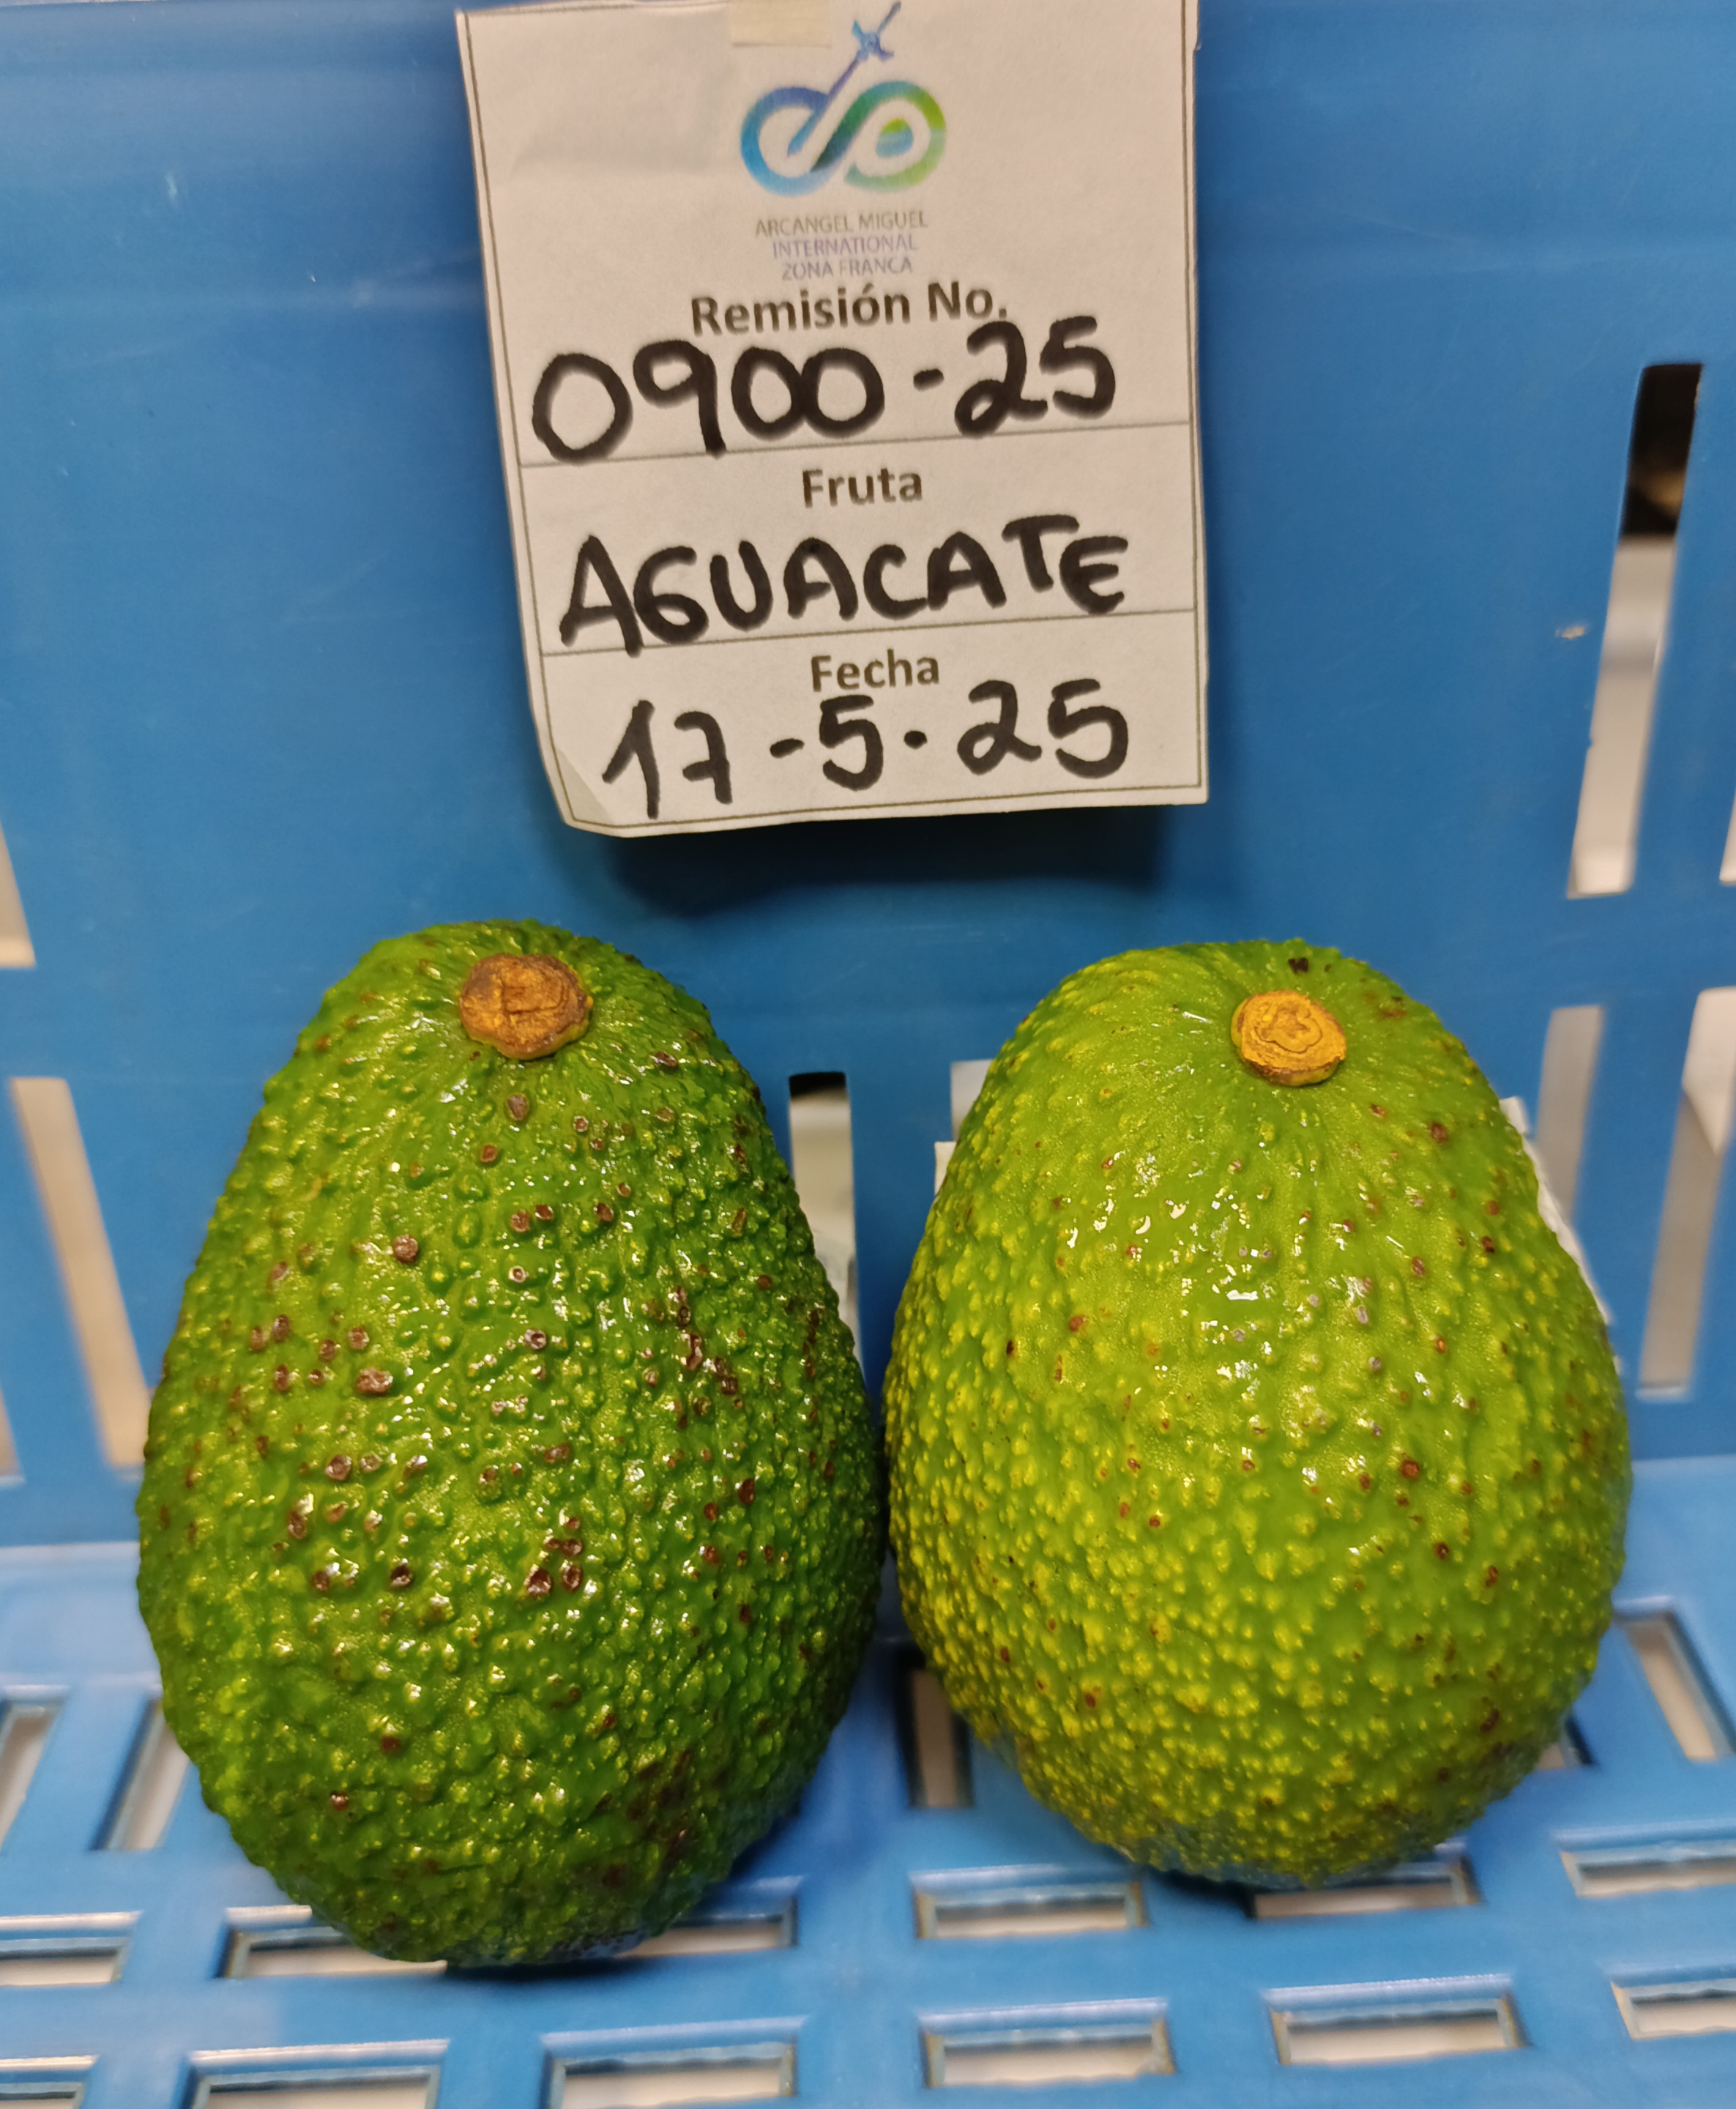 ARCANGEL MIGUEL
INTERNATIONAL
ZONA FRANCA
Remisión No.
0900-25
Fruta
AGUACATE
Fecha
17-5-25